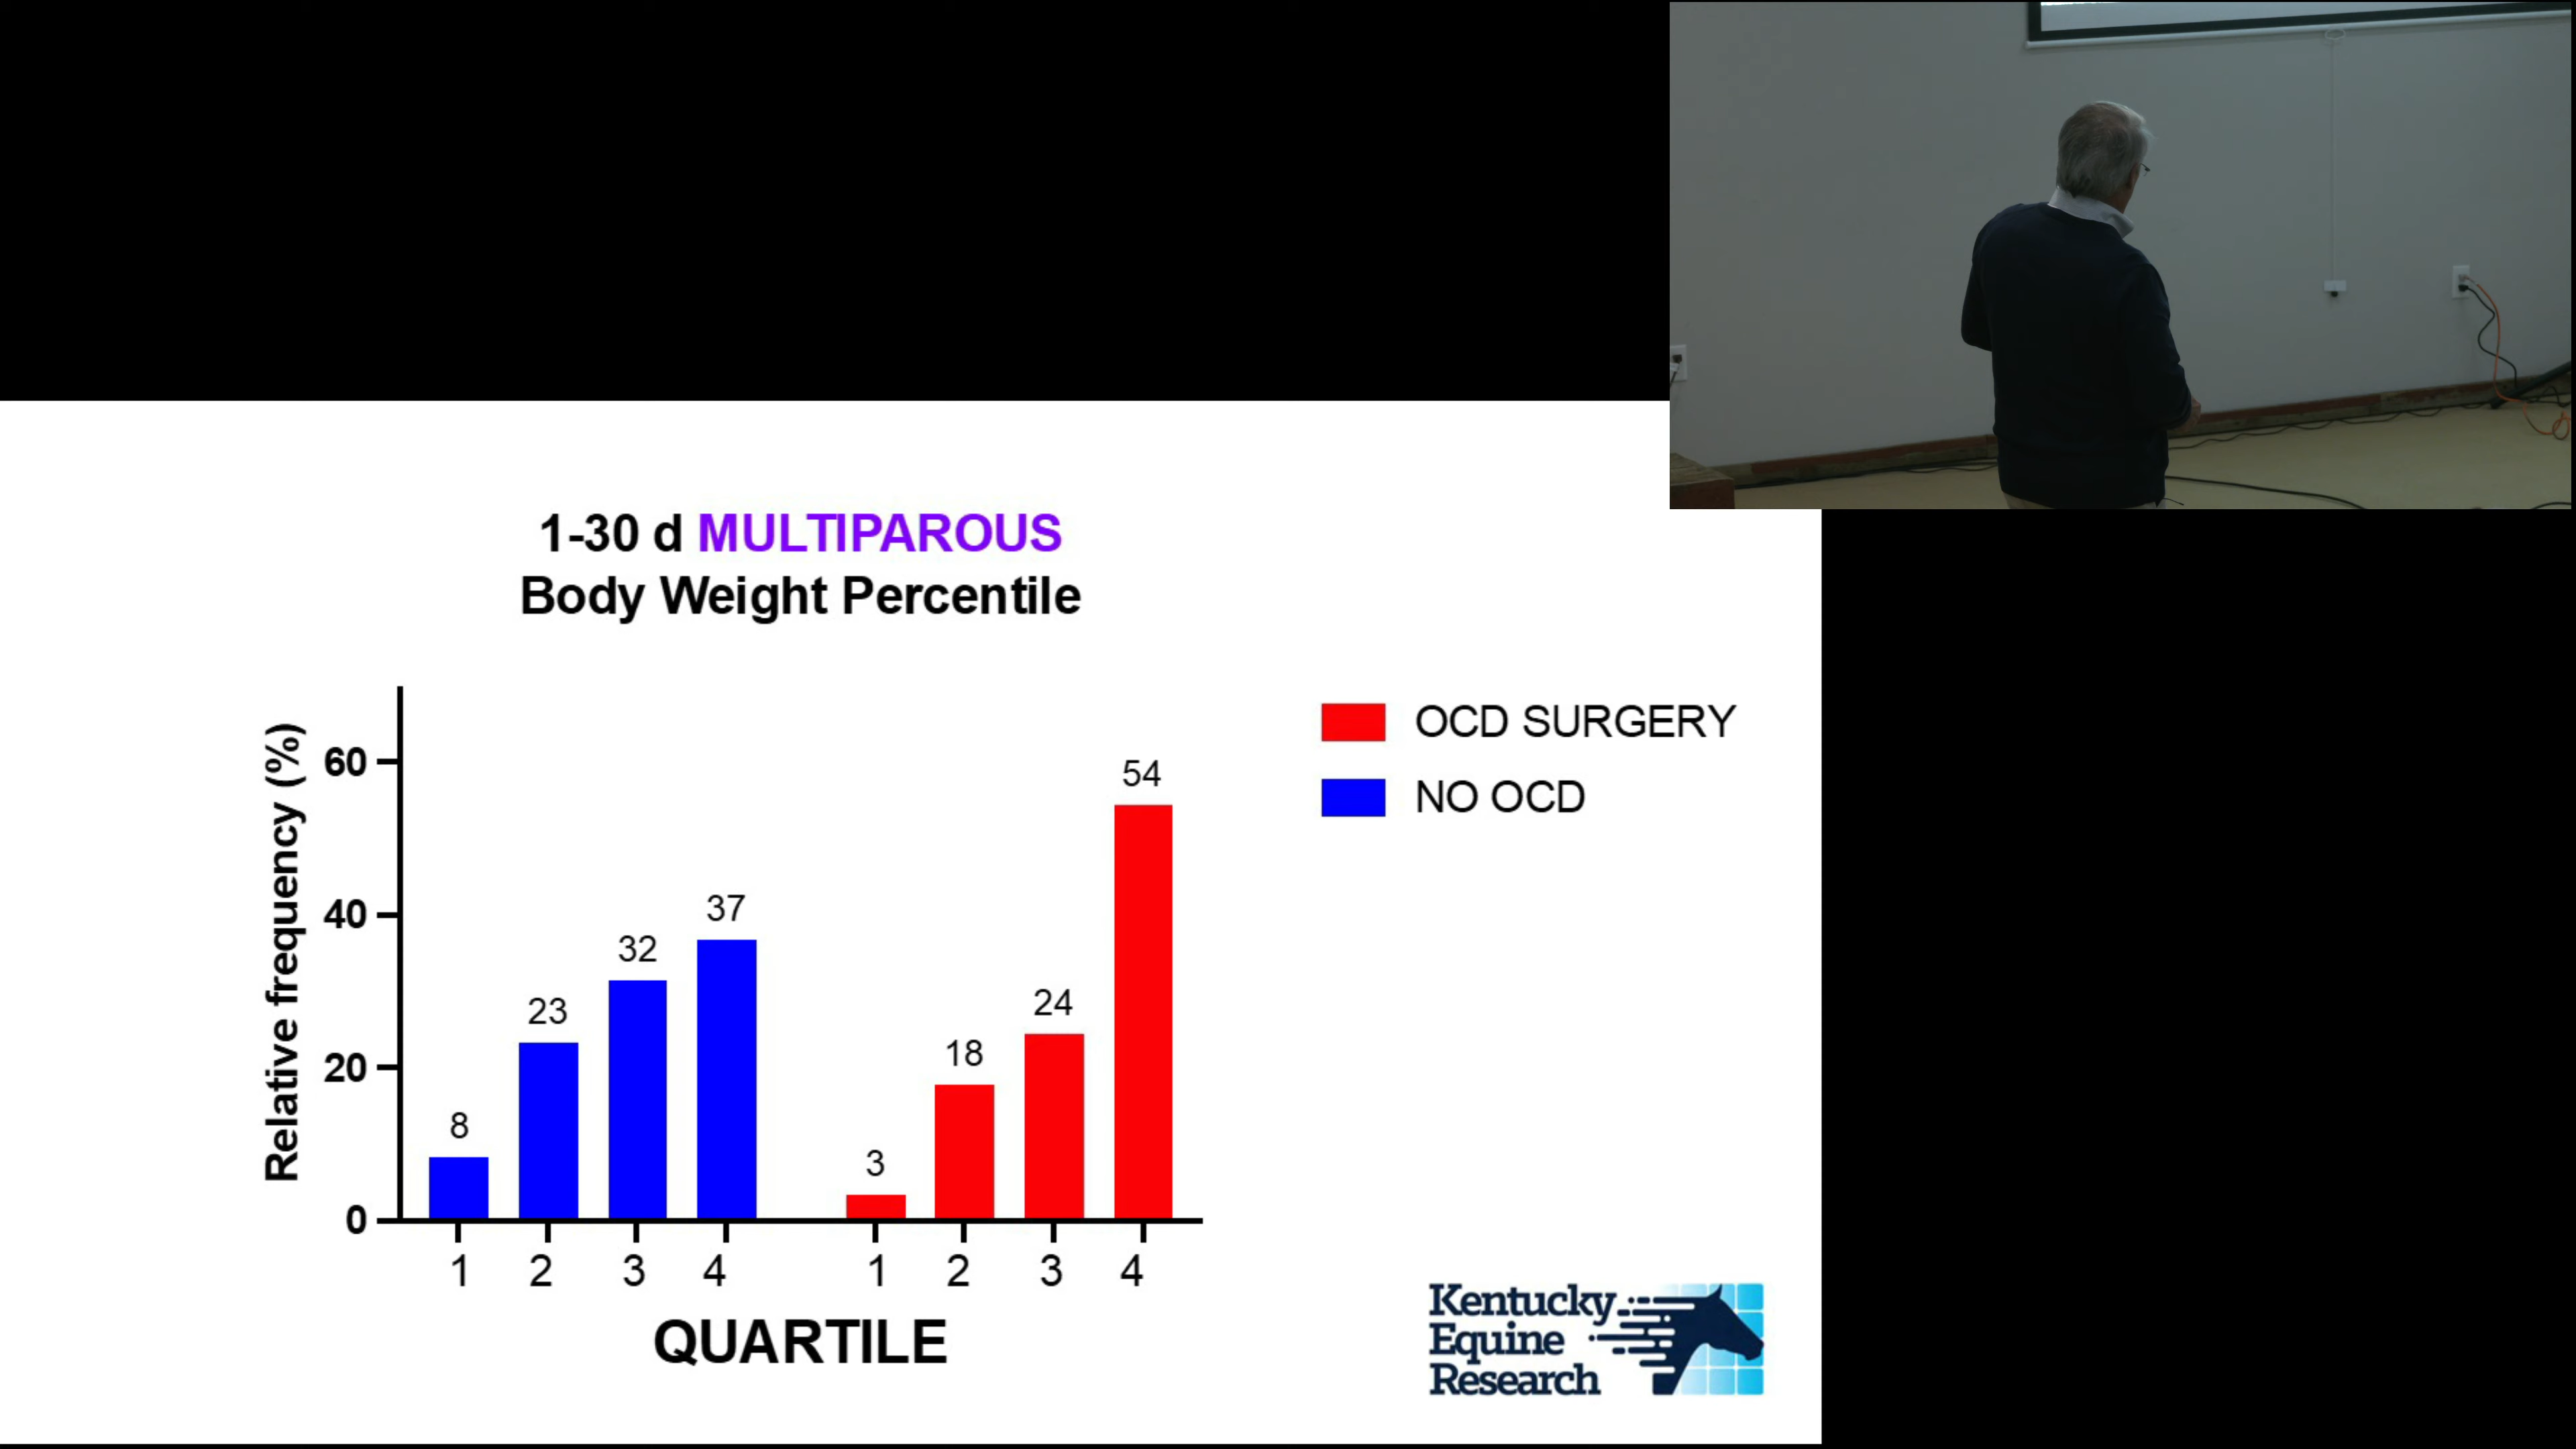 1-30 d MULTIPAROUS
Body Weight Percentile
Relative frequency (%)
60
40
20
0
8
23
32
37
3
18
24
54
1
2
3
4
1
2
3
4
QUARTILE
OCD SURGERY
NO OCD
Kentucky
Equine
Research